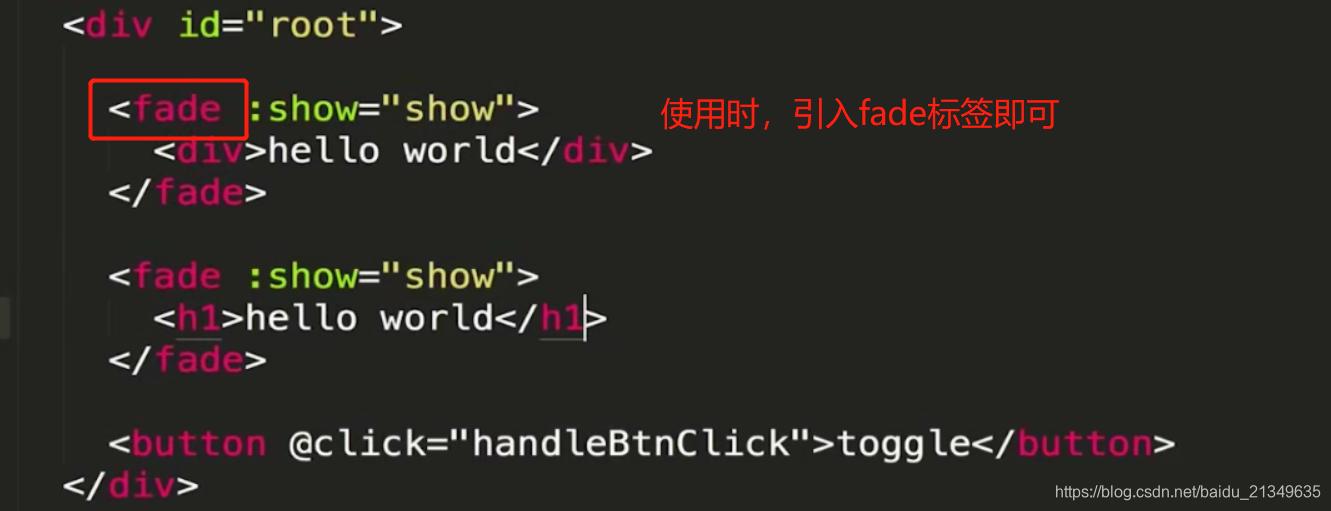 <div id="root">
<fade :show="show">
使用时，引入fade标签即可
<div>hello world</div>
</fade>
<fade :show="show">
<h1>hello world</h1>
</fade>
<button @click="handleBtnClick">toggle</button>
</div>
https://blog.csdn.net/baidu_21349635